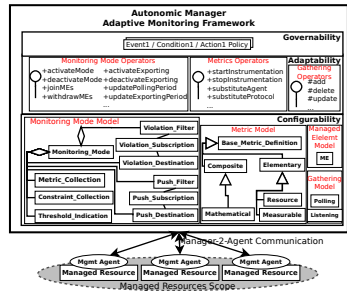 Autonomic Manager
Adaptive Monitoring Framework
Governability
Event1 / Condition1 / Action1 Policy
Adaptability
Monitoring Mode Operators
+activateMode +activateExporting
+deactivateMode +deactivateExporting
+joinMEs +updatePollingPeriod
+withdrawMEs +updateExportingPeriod
...
Metrics Operators
+startInstrumentation
+stopInstrumentation
+substituteAgent
+substituteProtocol
...
Gathering
Operators
#add
#delete
#update
...
Configurability
Monitoring Mode Model
Violation_Filter
Violation_Subscription
Monitoring_Mode
Violation_Destination
Metric_Collection
Push_Filter
Constraint_Collection
Push_Subscription
Threshold_Indication
Push_Destination
Metric Model
Base_Metric_Definition
Composite
Elementary
Resource
Mathematical
Measurable
Managed
Elemelnt
Model
ME
Gathering
Model
Polling
Listening
Manager-2-Agent Communication
Mgmt Agent Mgmt Agent Mgmt Agent
Managed Resource Managed Resource Managed Resource
Managed Resources Scope